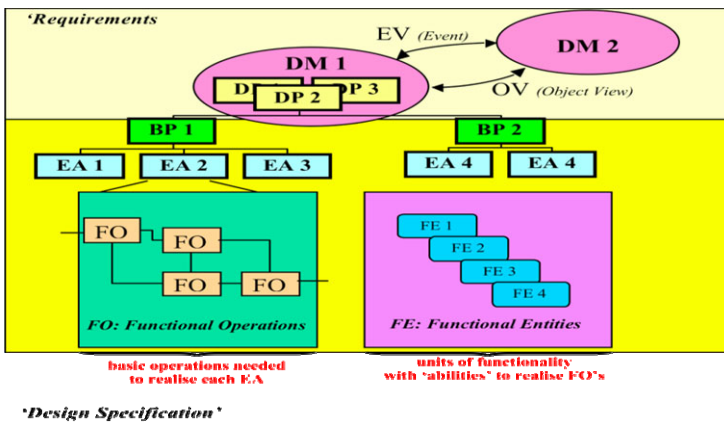 ‘Requirements
EV (Event)
DM 2
DM 1
DP 3
DP 2
OV (Object View)
BP 1
BP 2
EA 1
EA 2
EA 3
EA 4
EA 4
FO
FO
FO
FO
FO: Functional Operations
FE 1
FE 2
FE 3
FE 4
FE: Functional Entities
basic operations needed
to realise each EA
units of functionality
with ‘abilities’ to realise FO’s
‘Design Specification’